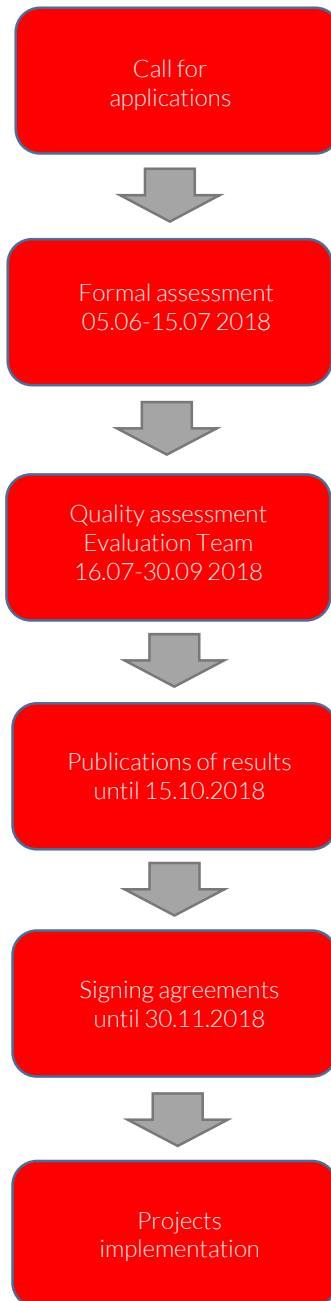 Call for
applications
Formal assessment
05.06-15.07 2018
Quality assessment
Evaluation Team
16.07-30.09 2018
Publications of results
until 15.10.2018
Signing agreements
until 30.11.2018
Projects
implementation